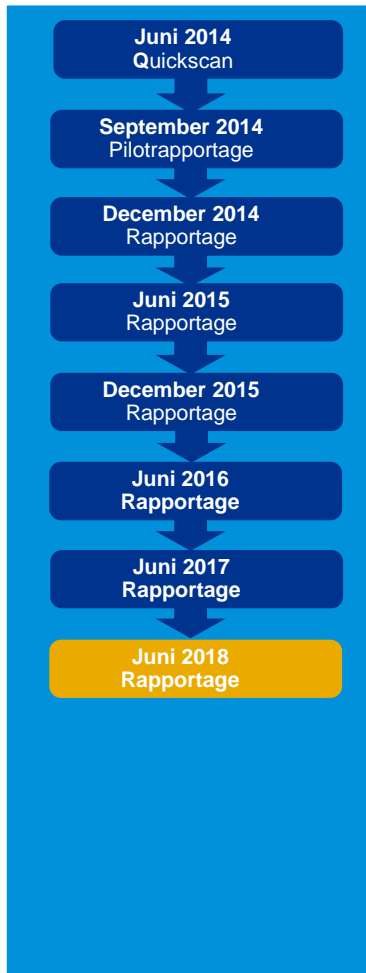 Juni 2014
Quickscan
September 2014
Pilotrapportage
December 2014
Rapportage
Juni 2015
Rapportage
December 2015
Rapportage
Juni 2016
Rapportage
Juni 2017
Rapportage
Juni 2018
Rapportage